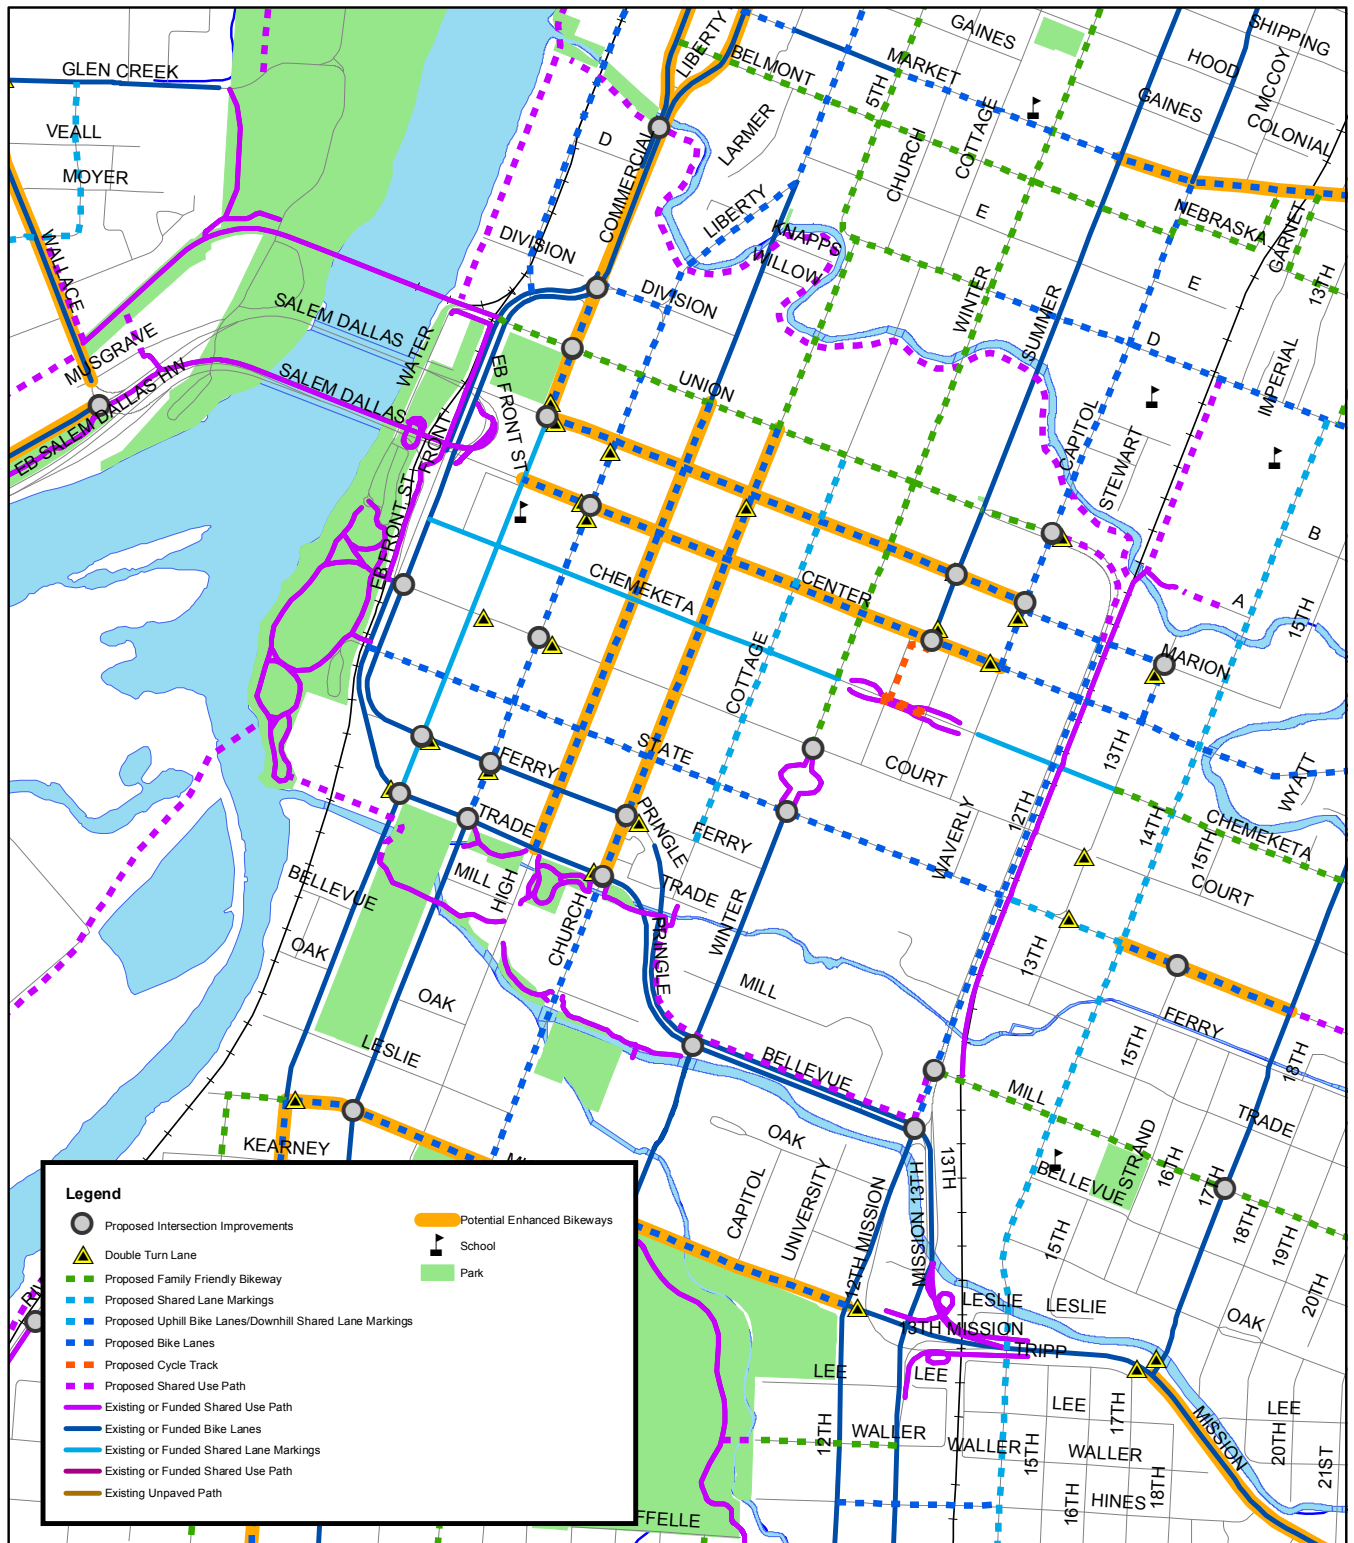 GAINES
SHIPPING
LIBERTY
BELMONT
MARKET
HOOD
MCCOY
GLEN CREEK
5TH
GAINES
COLONIAL
VEALL
D
LARMER
CHURCH
COTTAGE
MOYER
COMMERCIAL
LIBERTY
E
NEBRASKA
GARNET
WALLACE
DIVISION
KNAPPS
WILLOW
E
13TH
SALEM DALLAS
DIVISION
WINTER
SUMMER
D
MUSGRAVE
WATER
UNION
IMPERIAL
EB SALEM DALLAS HW
SALEM DALLAS
EB FRONT ST
FRONT
CAPITOL
STEWART
EB FRONT ST
B
CHEMEKETA
CENTER
A
15TH
COTTAGE
MARION
STATE
13TH
FERRY
COURT
WYATT
TRADE
PRINGLE
FERRY
WAVERLY
12TH
14TH
15TH
CHEMEKETA
BELLEVUE
MILL
HIGH
TRADE
COURT
OAK
CHURCH
PRINGLE
WINTER
13TH
OAK
MILL
FERRY
LESLIE
BELLEVUE
15TH
18TH
MILL
KEARNEY
OAK
TRADE
13TH
STRAND
BELLEVUE
16TH
17TH
CAPITOL
UNIVERSITY
12TH MISSION
MISSION 13TH
15TH
18TH
19TH
20TH
LESLIE
LESLIE
OAK
13TH MISSION
TRIPP
LEE
LEE
LEE
17TH
MISSION
LEE
12TH
WALLER
WALLER
15TH
WALLER
20TH
21ST
16TH
18TH
HINES
FFELLE
Legend
Proposed Intersection Improvements
Double Turn Lane
Proposed Family Friendly Bikeway
Proposed Shared Lane Markings
Proposed Uphill Bike Lanes/Downhill Shared Lane Markings
Proposed Bike Lanes
Proposed Cycle Track
Proposed Shared Use Path
Existing or Funded Shared Use Path
Existing or Funded Bike Lanes
Existing or Funded Shared Lane Markings
Existing or Funded Shared Use Path
Existing Unpaved Path
Potential Enhanced Bikeways
School
Park